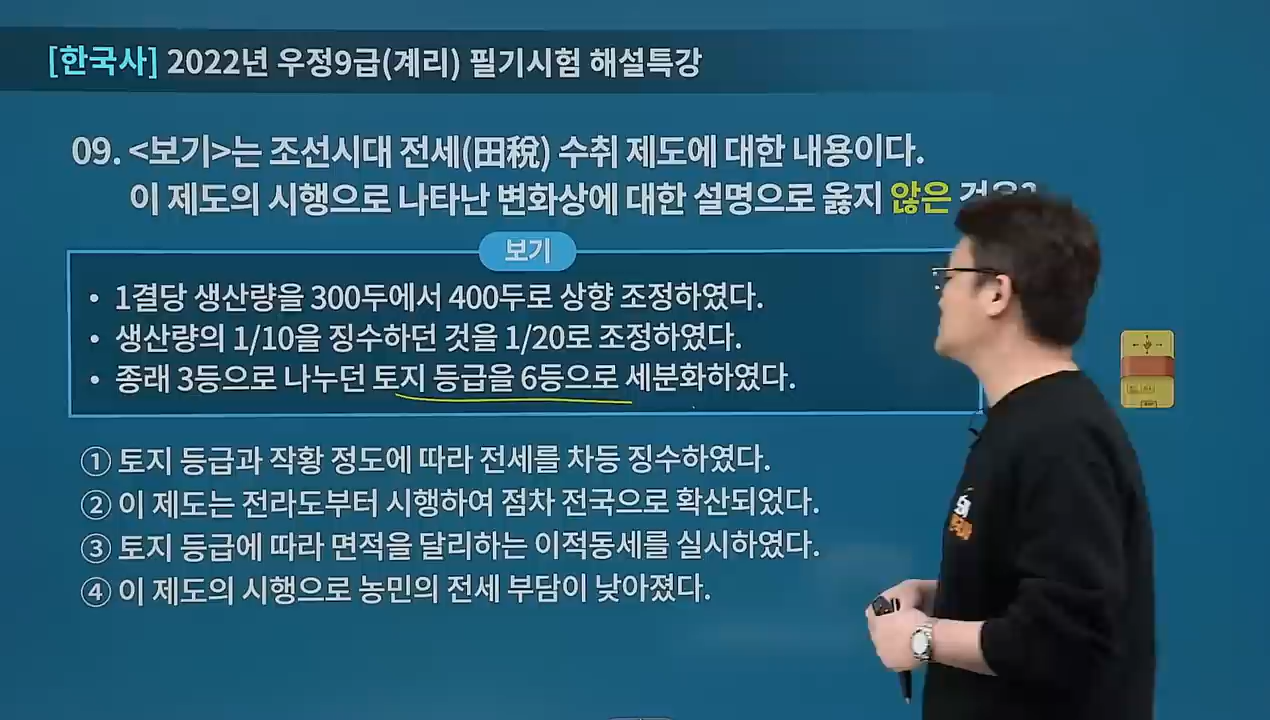 [한국사] 2022년 우정9급(계리) 필기시험 해설특강
09. <보기>는 조선시대 전세(田稅) 수취 제도에 대한 내용이다.
이 제도의 시행으로 나타난 변화상에 대한 설명으로 옳지 않은 것은?
보기
• 1결당 생산량을 300두에서 400두로 상향 조정하였다.
• 생산량의 1/10을 징수하던 것을 1/20로 조정하였다.
• 종래 3등으로 나누던 토지 등급을 6등으로 세분화하였다.
① 토지 등급과 작황 정도에 따라 전세를 차등 징수하였다.
② 이 제도는 전라도부터 시행하여 점차 전국으로 확산되었다.
③ 토지 등급에 따라 면적을 달리하는 이적동세를 실시하였다.
④ 이 제도의 시행으로 농민의 전세 부담이 낮아졌다.